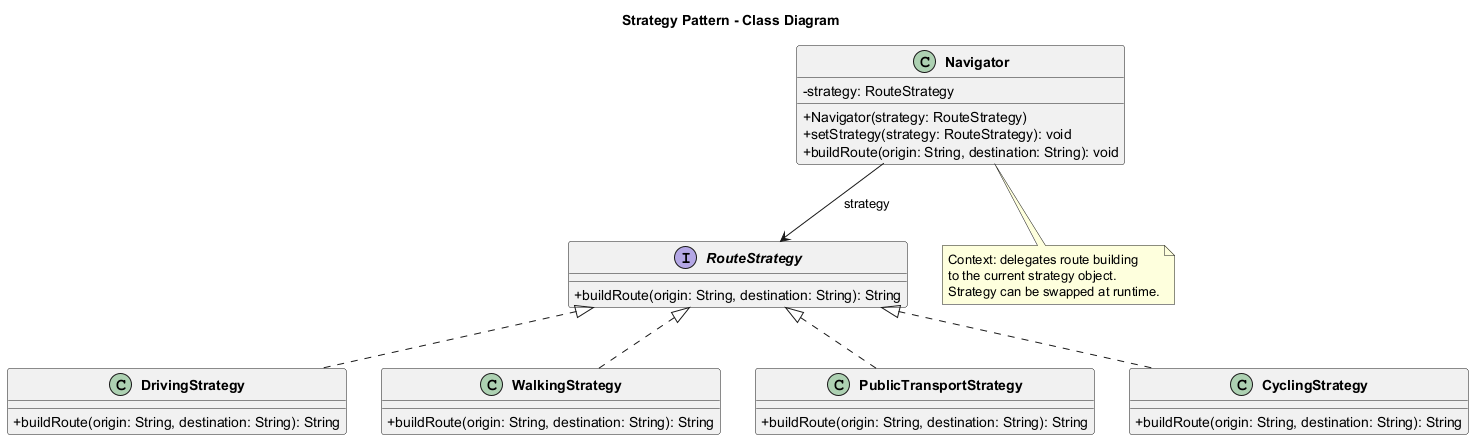 Strategy Pattern - Class Diagram
C Navigator
-strategy: RouteStrategy
+Navigator(strategy: RouteStrategy)
+setStrategy(strategy: RouteStrategy): void
+buildRoute(origin: String, destination: String): void
strategy
I RouteStrategy
+buildRoute(origin: String, destination: String): String
Context: delegates route building
to the current strategy object.
Strategy can be swapped at runtime.
C DrivingStrategy
+buildRoute(origin: String, destination: String): String
C WalkingStrategy
+buildRoute(origin: String, destination: String): String
C PublicTransportStrategy
+buildRoute(origin: String, destination: String): String
C CyclingStrategy
+buildRoute(origin: String, destination: String): String